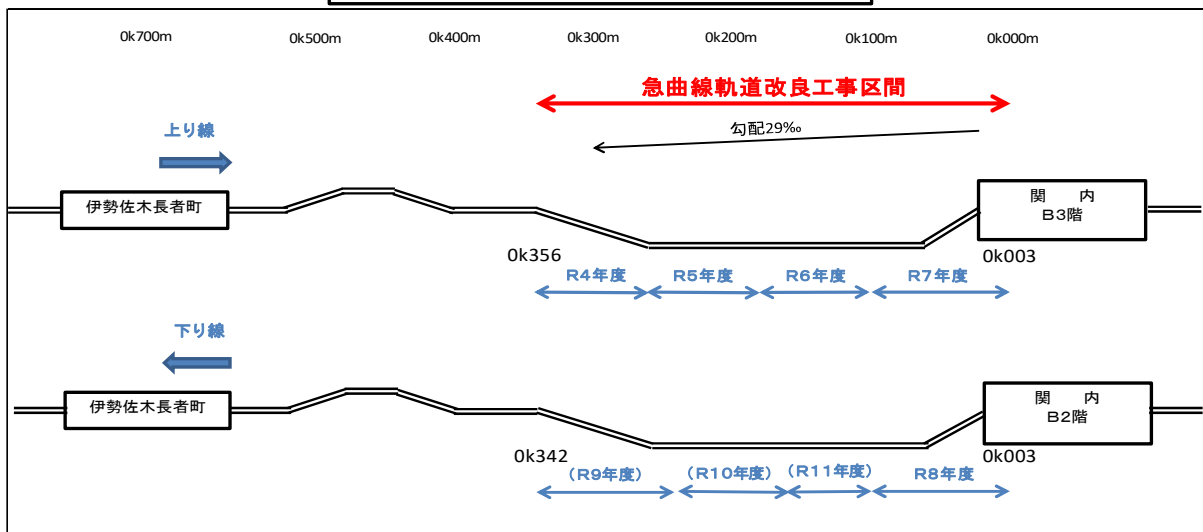 0k700m 0k500m 0k400m 0k300m 0k200m 0k100m 0k000m
急曲線軌道改良工事区間
勾配29‰
上り線
伊勢佐木長者町
関 内
B3階
0k356
0k003
R4年度 R5年度 R6年度 R7年度
下り線
伊勢佐木長者町
関 内
B2階
0k342
0k003
(R9年度) (R10年度) (R11年度) R8年度